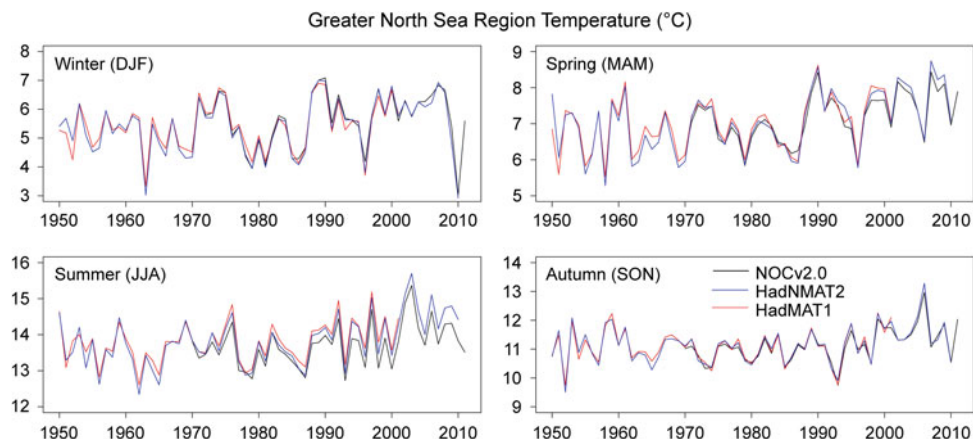 Greater North Sea Region Temperature (°C)
Winter (DJF)
8
7
6
5
4
3
1950 1960 1970 1980 1990 2000 2010
Spring (MAM)
9
8
7
6
5
1950 1960 1970 1980 1990 2000 2010
Summer (JJA)
16
15
14
13
12
1950 1960 1970 1980 1990 2000 2010
Autumn (SON)
NOCv2.0
HadNMAT2
HadMAT1
14
13
12
11
10
9
1950 1960 1970 1980 1990 2000 2010